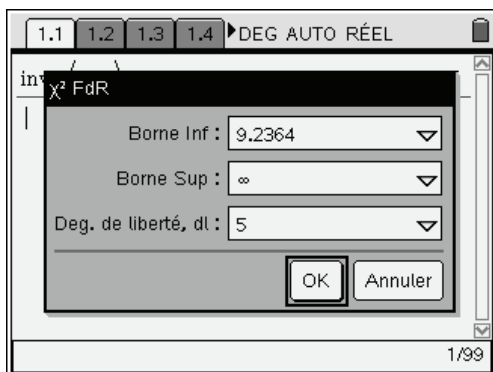 1.1 1.2 1.3 1.4 DEG AUTO RÉEL
χ² FdR
Borne Inf : 9.2364
Borne Sup : ∞
Deg. de liberté, dl : 5
OK Annuler
1/99